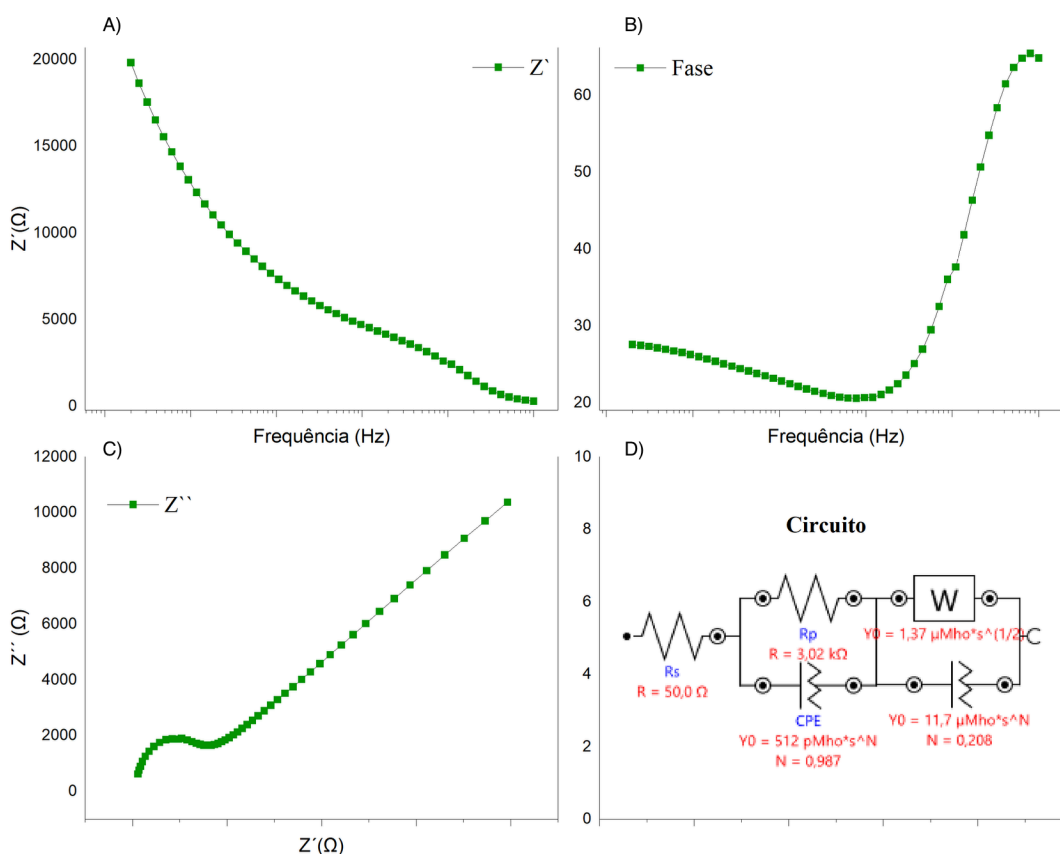 A)
20000
15000
10000
5000
0
Z´(Ω)
Z`
Frequência (Hz)
B)
60
50
40
30
20
Fase
Frequência (Hz)
C)
12000
10000
8000
6000
4000
2000
0
Z´´ (Ω)
Z``
Z´(Ω)
D)
10
8
6
4
2
0
Circuito
Rs
R = 50,0 Ω
Rp
R = 3,02 kΩ
CPE
Y0 = 512 pMho*s^N
N = 0,987
W
Y0 = 1,37 µMho*s^(1/2)
Y0 = 11,7 µMho*s^N
N = 0,208